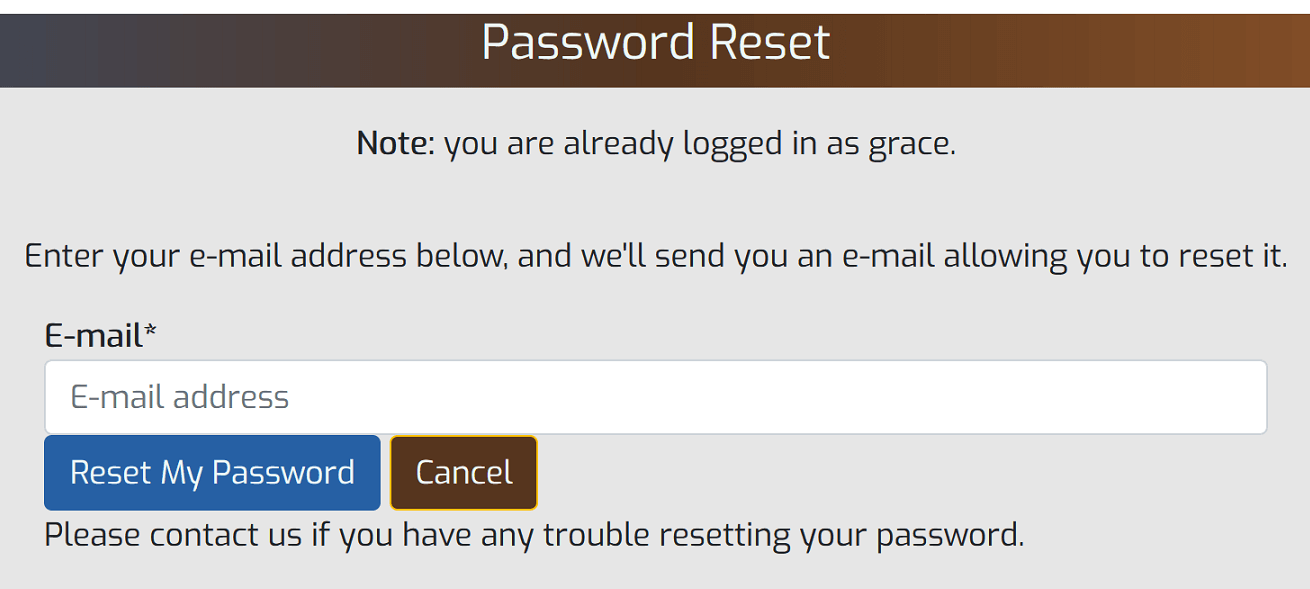 Password Reset
Note: you are already logged in as grace.
Enter your e-mail address below, and we'll send you an e-mail allowing you to reset it.
E-mail*
E-mail address
Reset My Password Cancel
Please contact us if you have any trouble resetting your password.